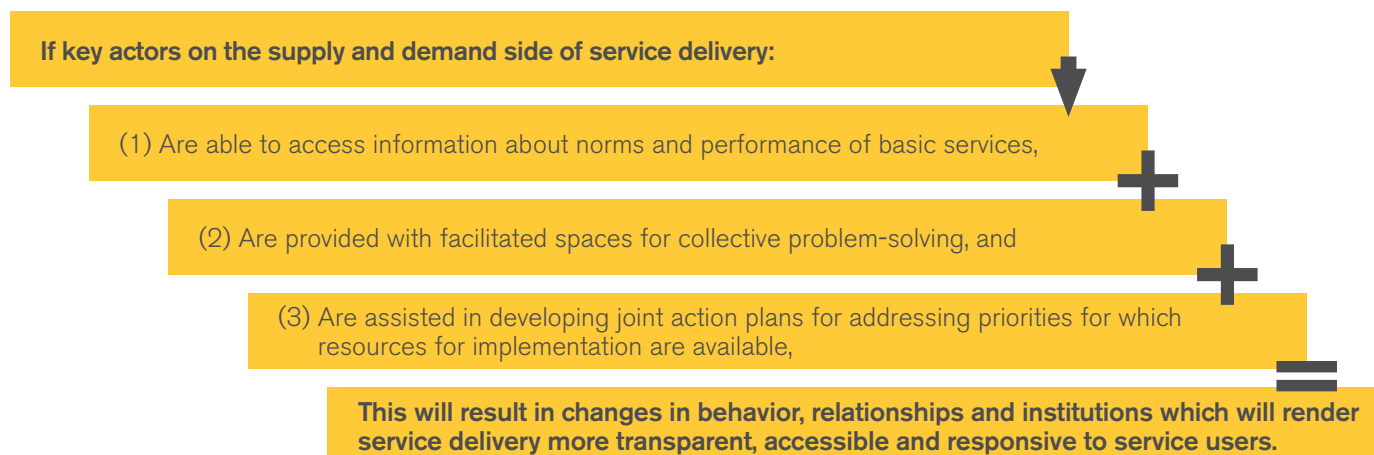 If key actors on the supply and demand side of service delivery:
(1) Are able to access information about norms and performance of basic services,
(2) Are provided with facilitated spaces for collective problem-solving, and
(3) Are assisted in developing joint action plans for addressing priorities for which
resources for implementation are available,
This will result in changes in behavior, relationships and institutions which will render
service delivery more transparent, accessible and responsive to service users.